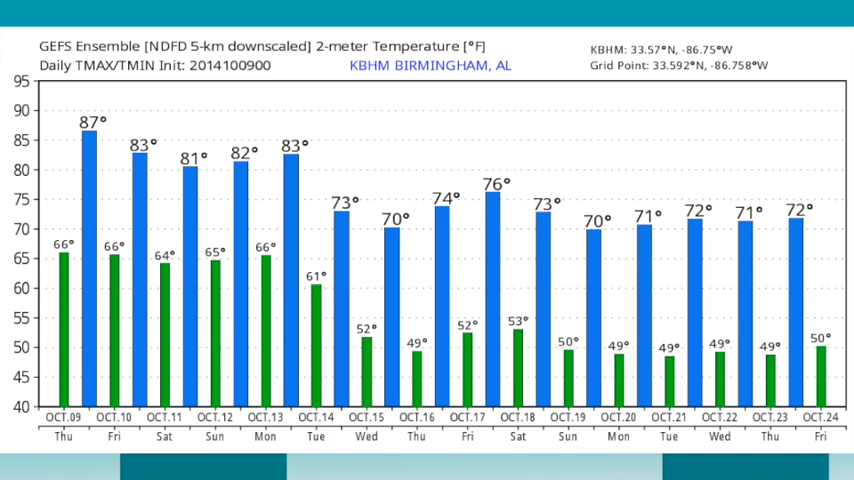 GEFS Ensemble [NDFD 5-km downscaled] 2-meter Temperature [°F]
KBHM: 33.57°N, -86.75°W
Daily TMAX/TMIN Init: 2014100900 KBHM BIRMINGHAM, AL Grid Point: 33.592°N, -86.758°W
95
90
85
80
75
70
65
60
55
50
45
40
87° 83° 81° 82° 83° 73° 70° 74° 76° 73° 70° 71° 72° 71° 72°
66° 66° 64° 65° 66° 61° 52° 49° 52° 53° 50° 49° 49° 49° 49° 50°
OCT.09 OCT.10 OCT.11 OCT.12 OCT.13 OCT.14 OCT.15 OCT.16 OCT.17 OCT.18 OCT.19 OCT.20 OCT.21 OCT.22 OCT.23 OCT.24
Thu Fri Sat Sun Mon Tue Wed Thu Fri Sat Sun Mon Tue Wed Thu Fri